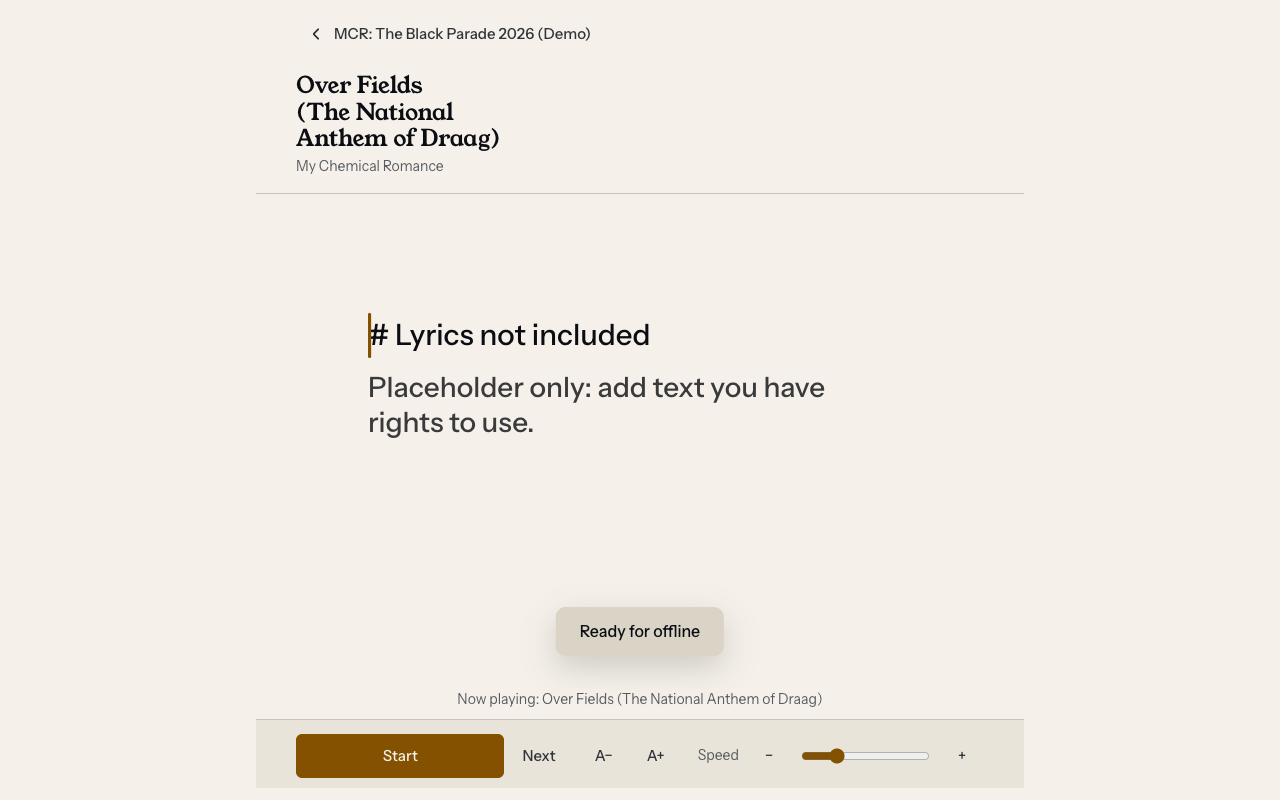 MCR: The Black Parade 2026 (Demo)
Over Fields
(The National
Anthem of Draag)
My Chemical Romance
# Lyrics not included
Placeholder only: add text you have
rights to use.
Ready for offline
Now playing: Over Fields (The National Anthem of Draag)
Start Next A− A+ Speed − +